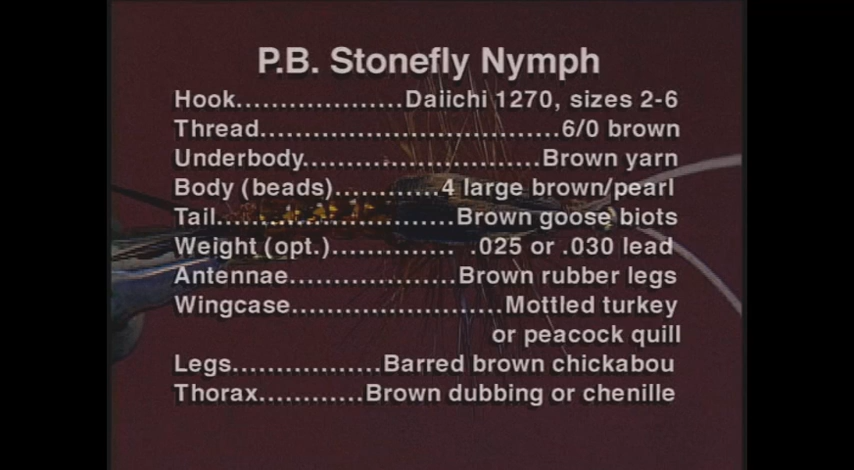 P.B. Stonefly Nymph
Hook...................Daiichi 1270, sizes 2-6
Thread.................................6/0 brown
Underbody..........................Brown yarn
Body (beads)............4 large brown/pearl
Tail...........................Brown goose biots
Weight (opt.).............. .025 or .030 lead
Antennae...................Brown rubber legs
Wingcase........................Mottled turkey
or peacock quill
Legs.................Barred brown chickabou
Thorax............Brown dubbing or chenille